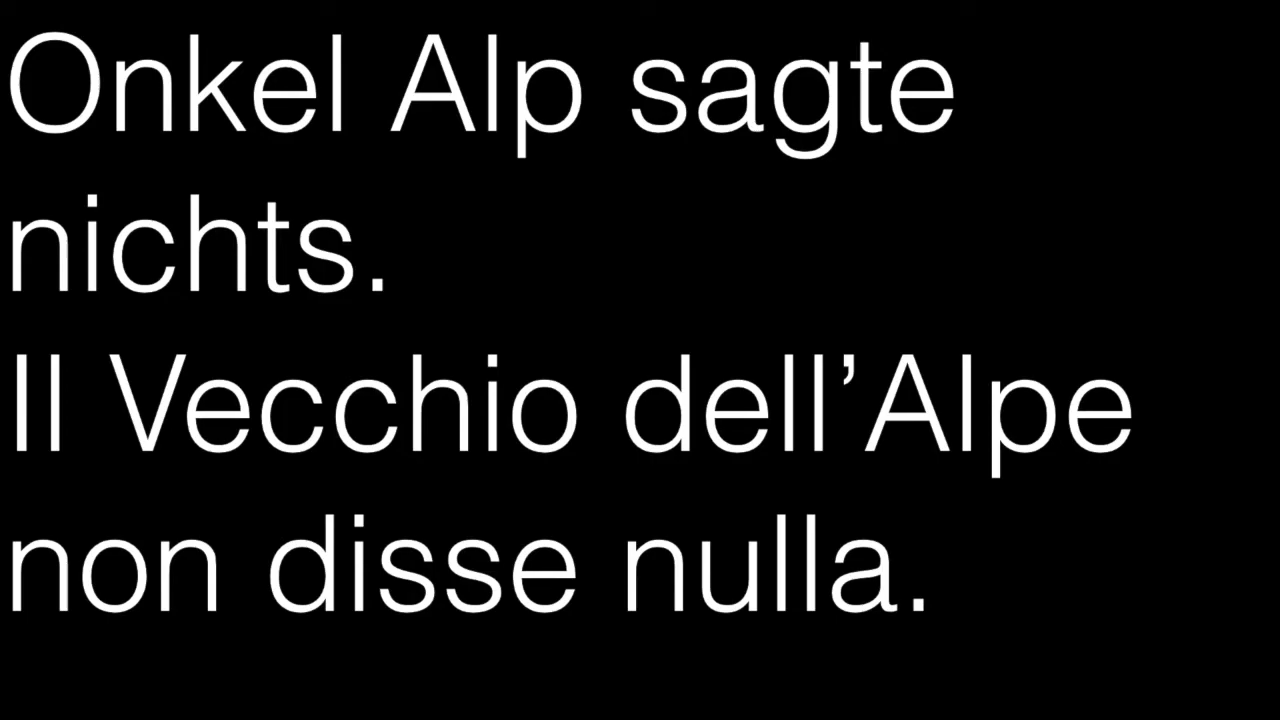 Onkel Alp sagte
nichts.
Il Vecchio dell’Alpe
non disse nulla.